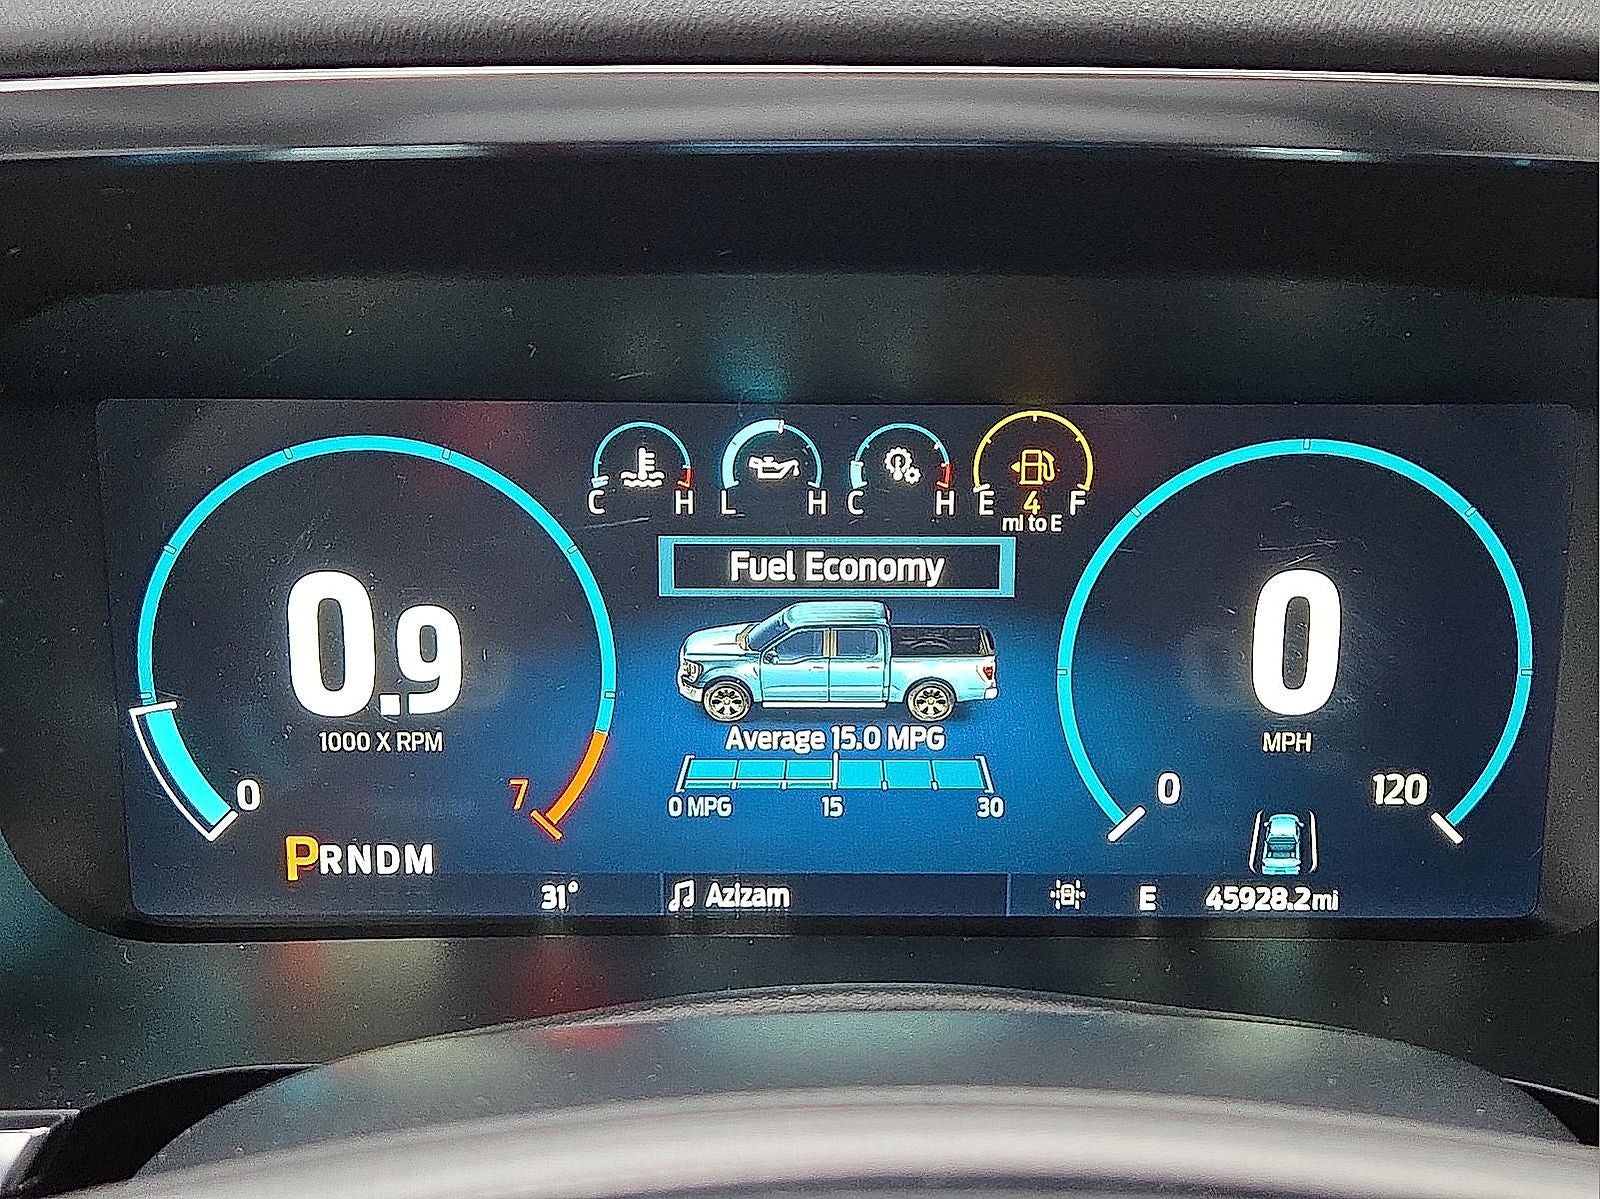 C H L H C H E 4 F
mi to E
Fuel Economy
0.9
1000 X RPM
0
7
PRNDM
Average 15.0 MPG
0 MPG 15 30
0
MPH
0
120
31°
Azizam
E
45928.2mi